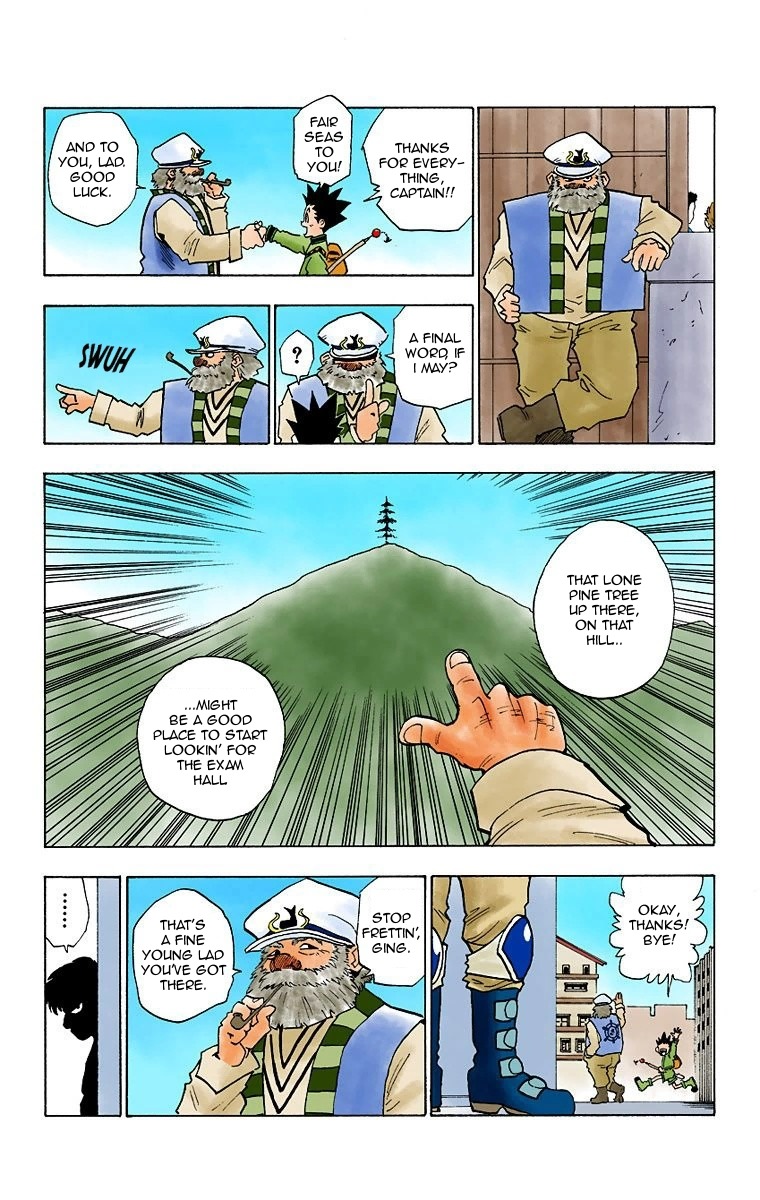 THANKS
FOR EVERY-
THING,
CAPTAIN!!
FAIR
SEAS
TO
YOU!
AND TO
YOU, LAD.
GOOD
LUCK.
A FINAL
WORD, IF
I MAY?
?
SWUH
THAT LONE
PINE TREE
UP THERE,
ON THAT
HILL..
...MIGHT
BE A GOOD
PLACE TO START
LOOKIN' FOR
THE EXAM
HALL
OKAY,
THANKS!
BYE!
STOP
FRETTIN',
GING.
THAT'S
A FINE
YOUNG LAD
YOU'VE GOT
THERE.
......